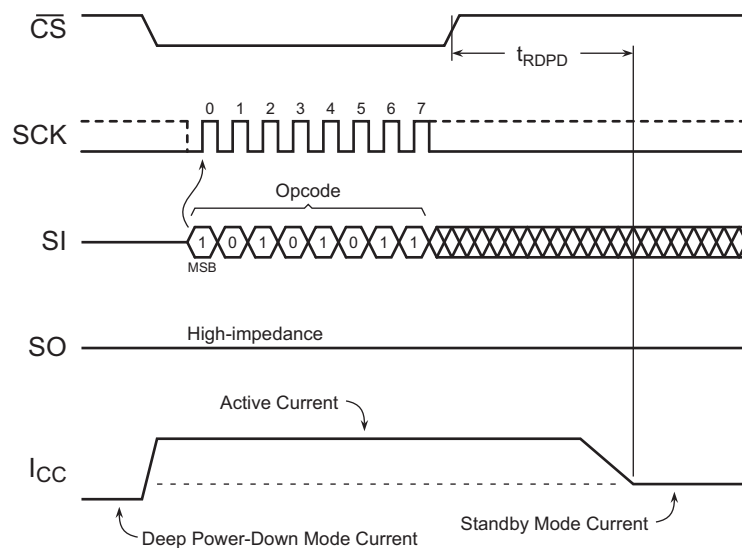 CS
tRDPD
0 1 2 3 4 5 6 7
SCK
Opcode
SI
1 0 1 0 1 0 1 1
MSB
High-impedance
SO
Active Current
ICC
Deep Power-Down Mode Current
Standby Mode Current